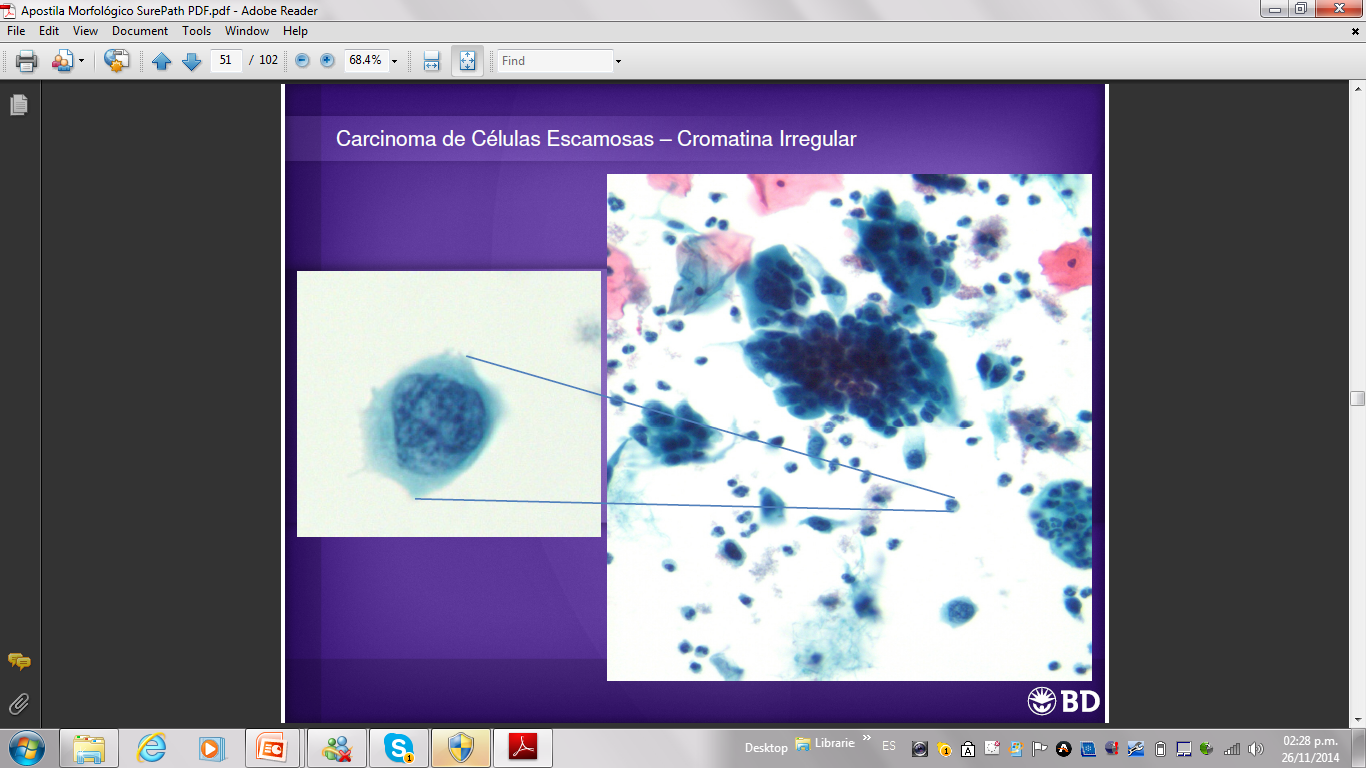 Apostila Morfológico SurePath PDF.pdf - Adobe Reader
File Edit View Document Tools Window Help
51 / 102 68.4% Find
Carcinoma de Células Escamosas – Cromatina Irregular
BD
Desktop Librarie » ES 02:28 p.m.
26/11/2014